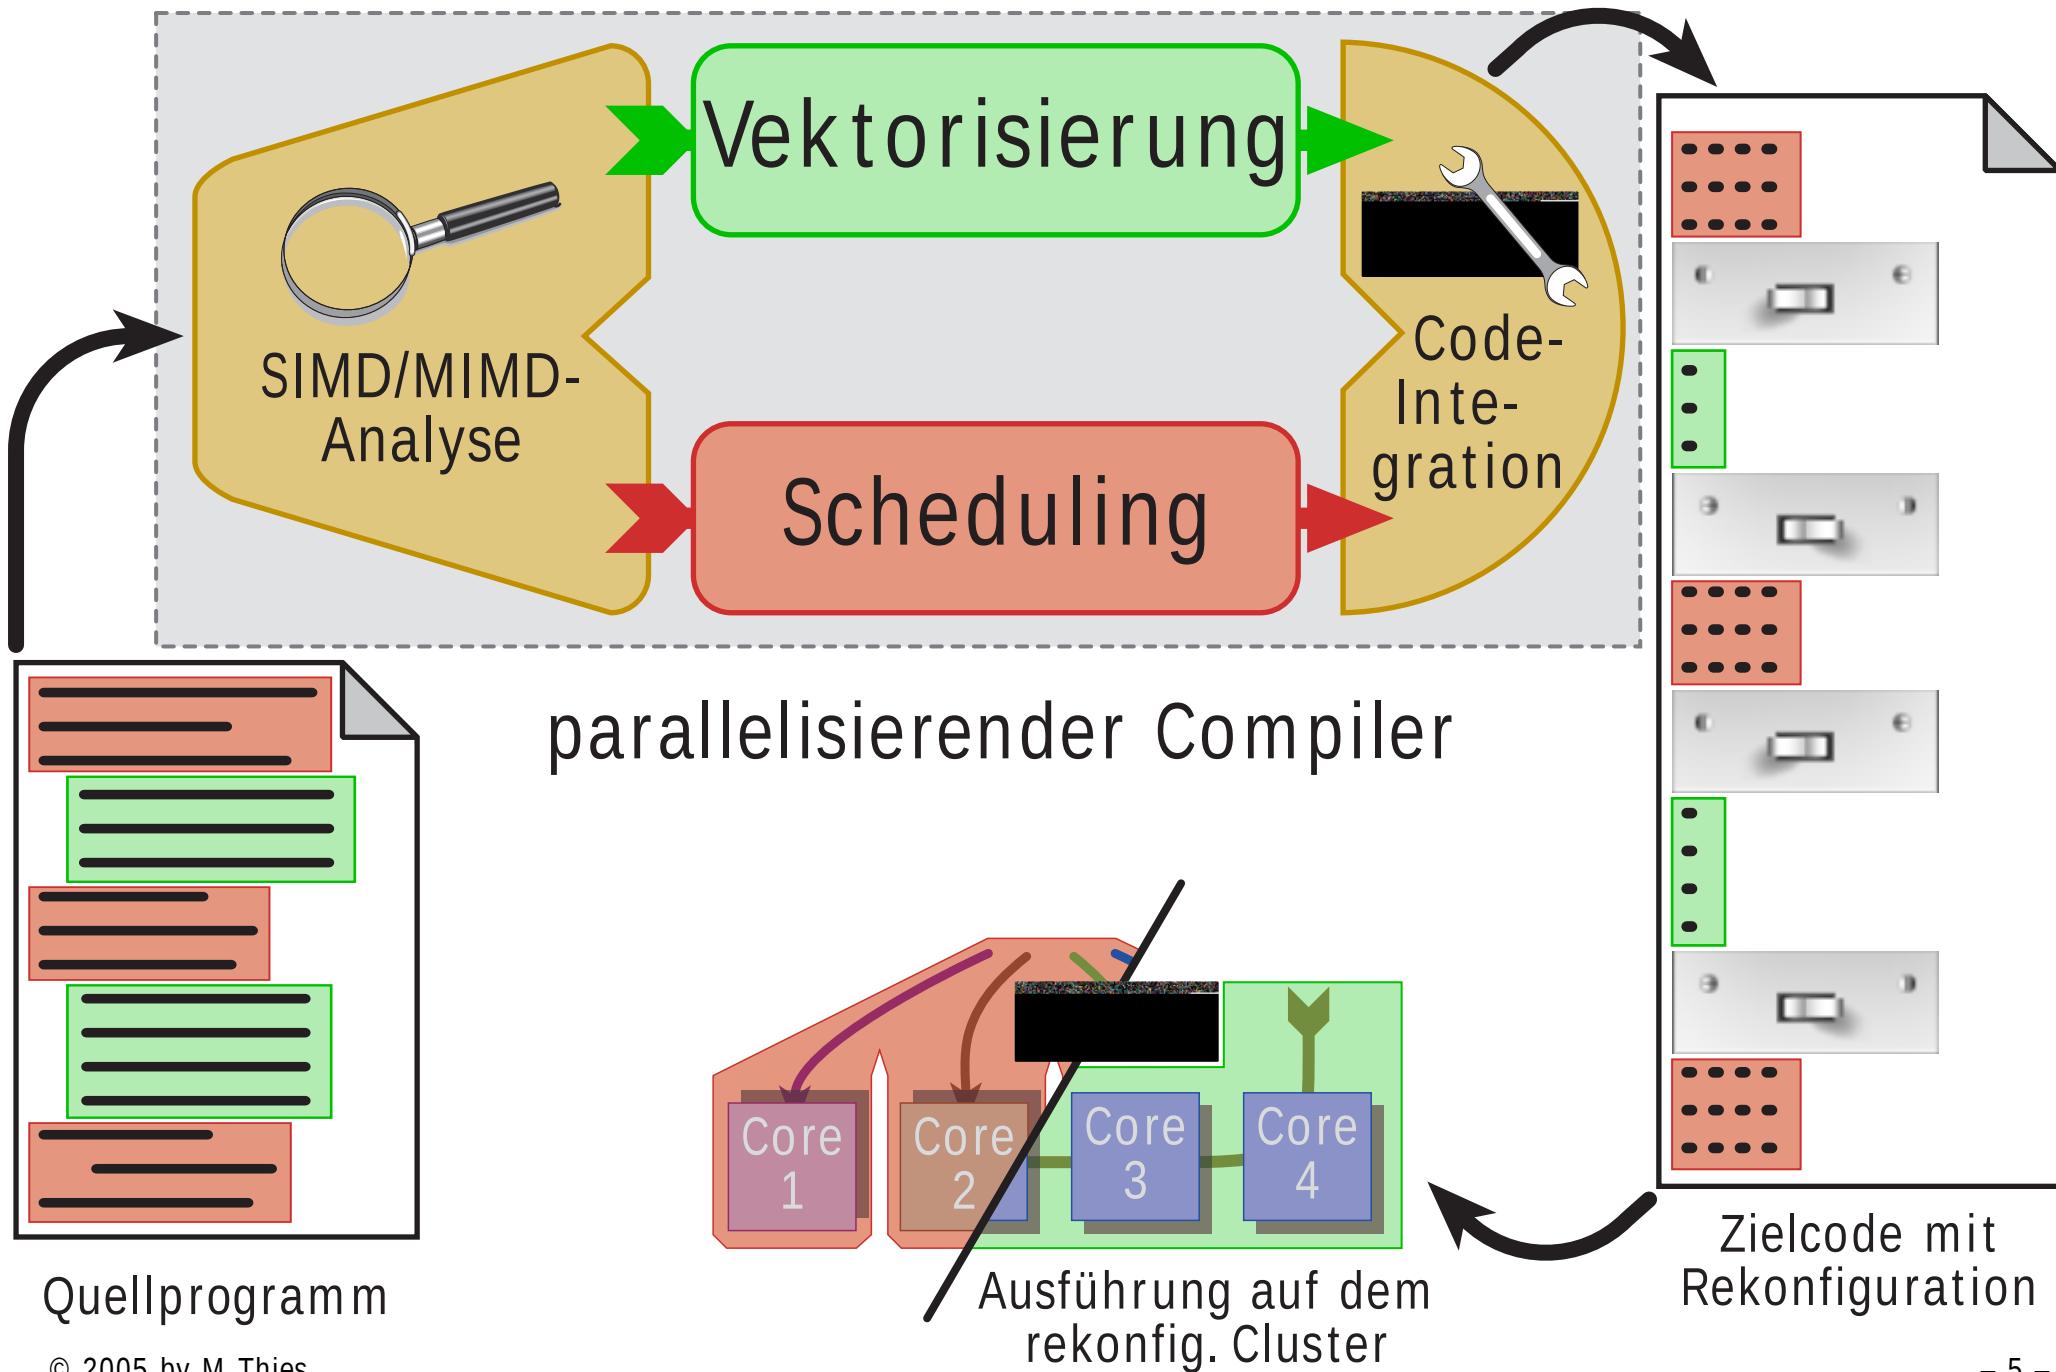 Vektorisierung
SIMD/MIMD-
Analyse
Code-
Inte-
gration
Scheduling
parallelisierender Compiler
Core
1
Core
2
Core
3
Core
4
Zielcode mit
Rekonfiguration
Quellprogramm
Ausführung auf dem
rekonfig. Cluster
© 2005 by M. Thies
– 5 –